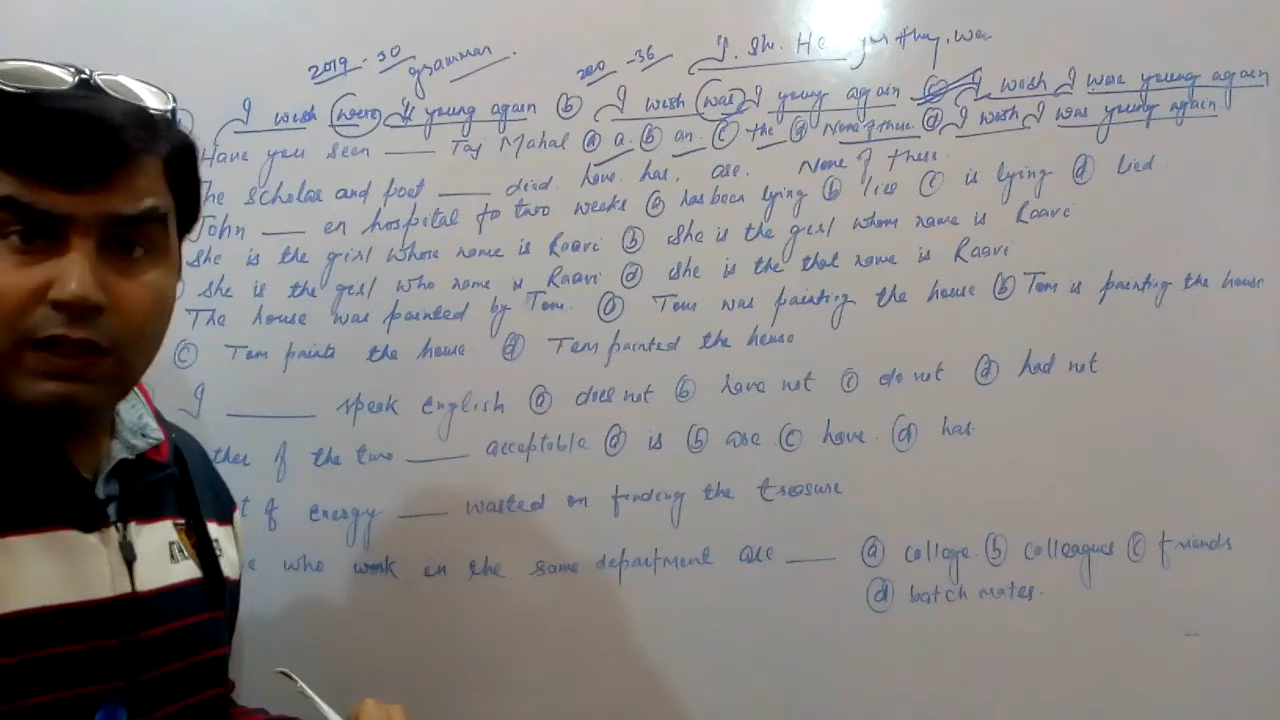 2019-30 grammar. 200-36 I. She. He you they. we
I wish were I young again (b) I wish was I young again (c) I wish I were young again
Have you seen ___ Taj Mahal (a) a. (b) an. (c) the (d) None of these. (d) I wish I was young again
The scholar and poet ___ died. have. has. are. None of these.
John ___ en hospital fo two weeks (a) has been lying (b) lies (c) is lying (d) lied
She is the girl whose name is Raavi (b) She is the girl whom name is Raavi
She is the girl who name is Raavi (d) She is the that name is Raavi
The house was painted by Tom. (a) Tom was painting the house (b) Tom is painting the house
(c) Tom paints the house (d) Tom painted the house
I ___ speak English (a) does not (b) have not (c) do not (d) had not
ther of the two ___ acceptable (a) is (b) are (c) have. (d) has.
t of energy ___ wasted on finding the treasure
e who work in the same department are ___ (a) college. (b) colleagues (c) friends
(d) batch mates.